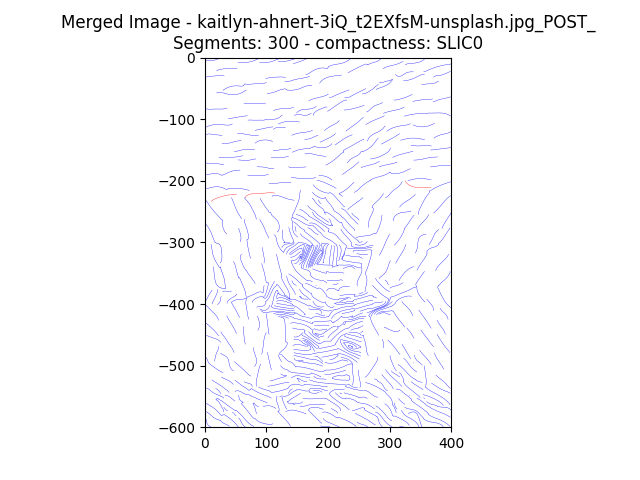 Merged Image - kaitlyn-ahnert-3iQ_t2EXfsM-unsplash.jpg_POST_
Segments: 300 - compactness: SLIC0
0
−100
−200
−300
−400
−500
−600
0 100 200 300 400